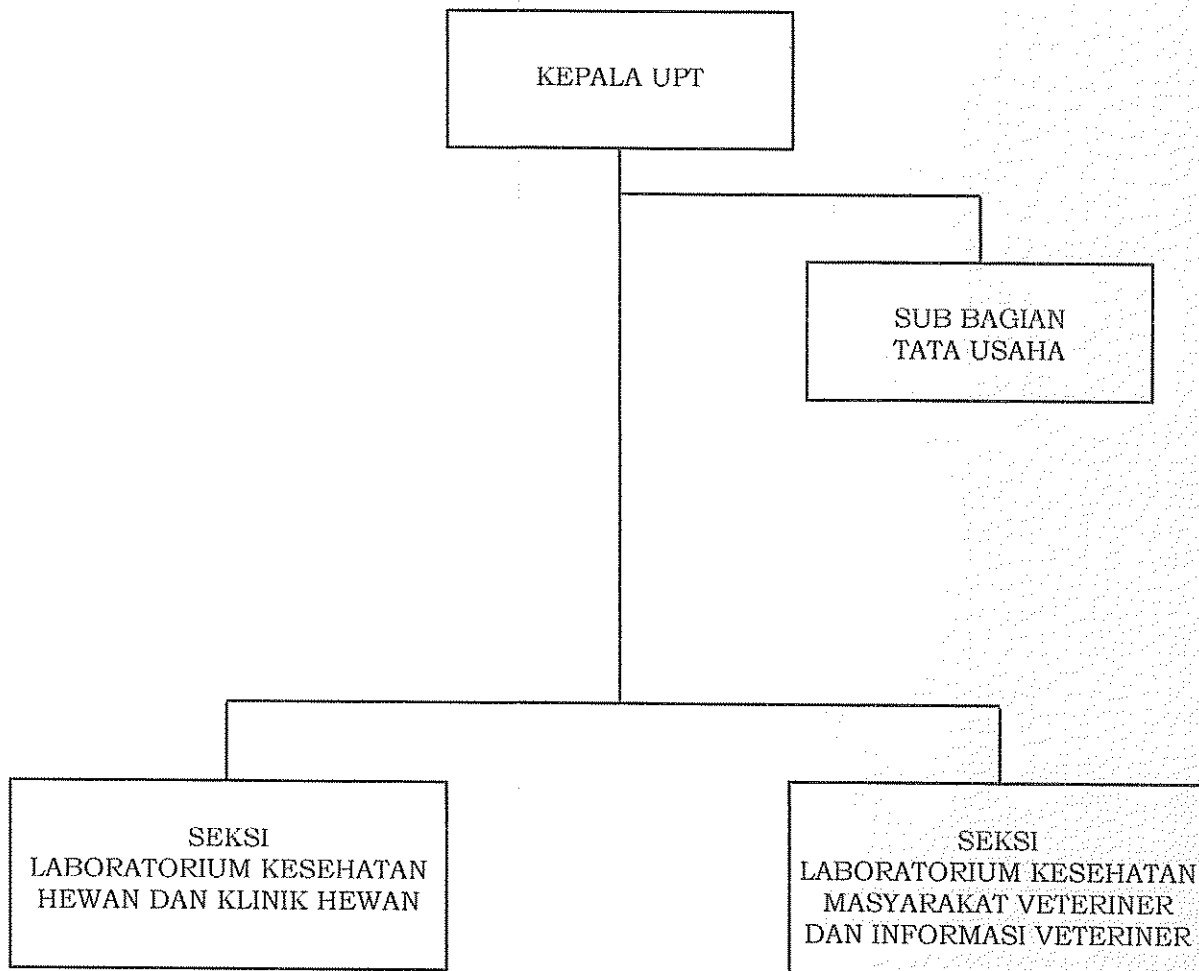 KEPALA UPT
SUB BAGIAN
TATA USAHA
SEKSI
LABORATORIUM KESEHATAN
HEWAN DAN KLINIK HEWAN
SEKSI
LABORATORIUM KESEHATAN
MASYARAKAT VETERINER
DAN INFORMASI VETERINER